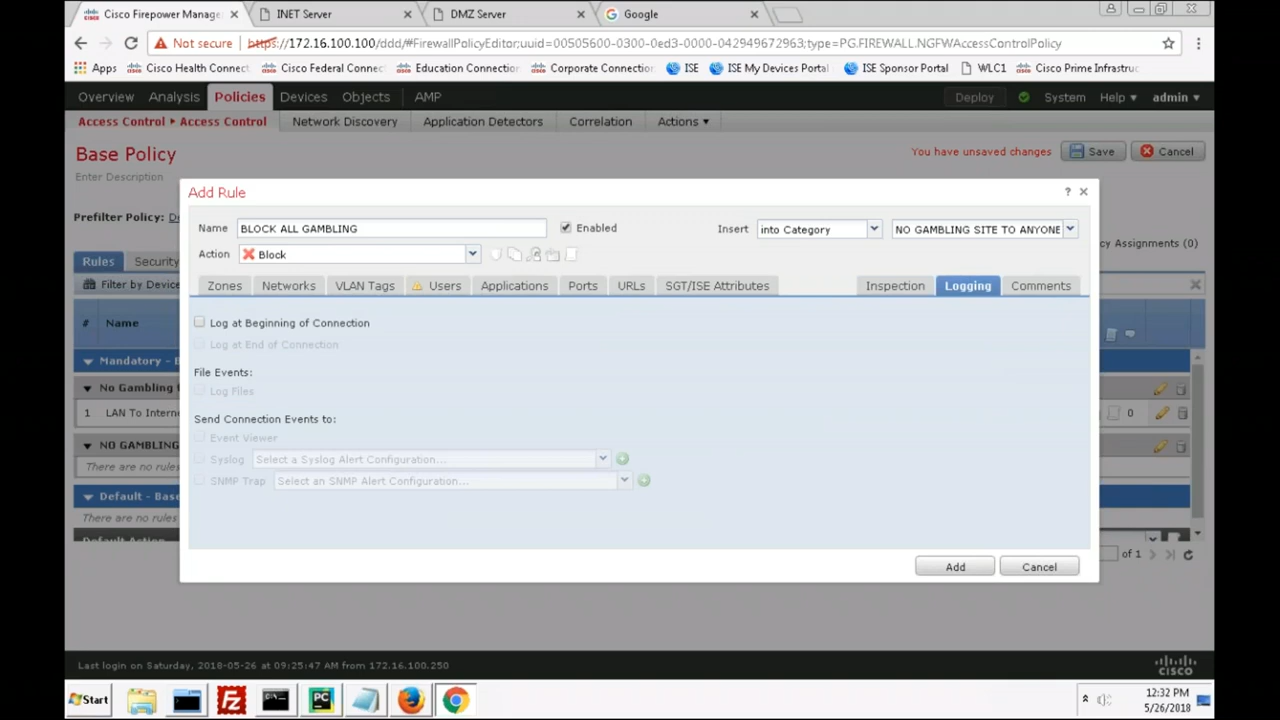 Cisco Firepower Manage
INET Server
DMZ Server
Google
Not secure
https://172.16.100.100/ddd/#FirewallPolicyEditor;uuid=00505600-0300-0ed3-0000-042949672963;type=PG.FIREWALL.NGFWAccessControlPolicy
Apps
Cisco Health Connect
Cisco Federal Connec
Education Connection
Corporate Connection
ISE
ISE My Devices Portal
ISE Sponsor Portal
WLC1
Cisco Prime Infrastruc
Overview
Analysis
Policies
Devices
Objects
AMP
Deploy
System
Help
admin
Access Control
Access Control
Network Discovery
Application Detectors
Correlation
Actions
Base Policy
You have unsaved changes
Save
Cancel
Enter Description
Add Rule
?
Prefilter Policy:
Name
BLOCK ALL GAMBLING
Enabled
Insert
into Category
NO GAMBLING SITE TO ANYONE
cy Assignments (0)
Action
Block
Rules
Security
Filter by Device
Zones
Networks
VLAN Tags
Users
Applications
Ports
URLs
SGT/ISE Attributes
Inspection
Logging
Comments
#
Name
Log at Beginning of Connection
Log at End of Connection
Mandatory - B
File Events:
No Gambling
Log Files
1
LAN To Intern
0
Send Connection Events to:
Event Viewer
NO GAMBLING
Syslog
Select a Syslog Alert Configuration...
There are no rules
SNMP Trap
Select an SNMP Alert Configuration...
Default - Base
There are no rules
Default Action
of 1
Add
Cancel
Last login on Saturday, 2018-05-26 at 09:25:47 from 172.16.100.250
CISCO
Start
FZ
PC
12:32 PM
5/26/2018